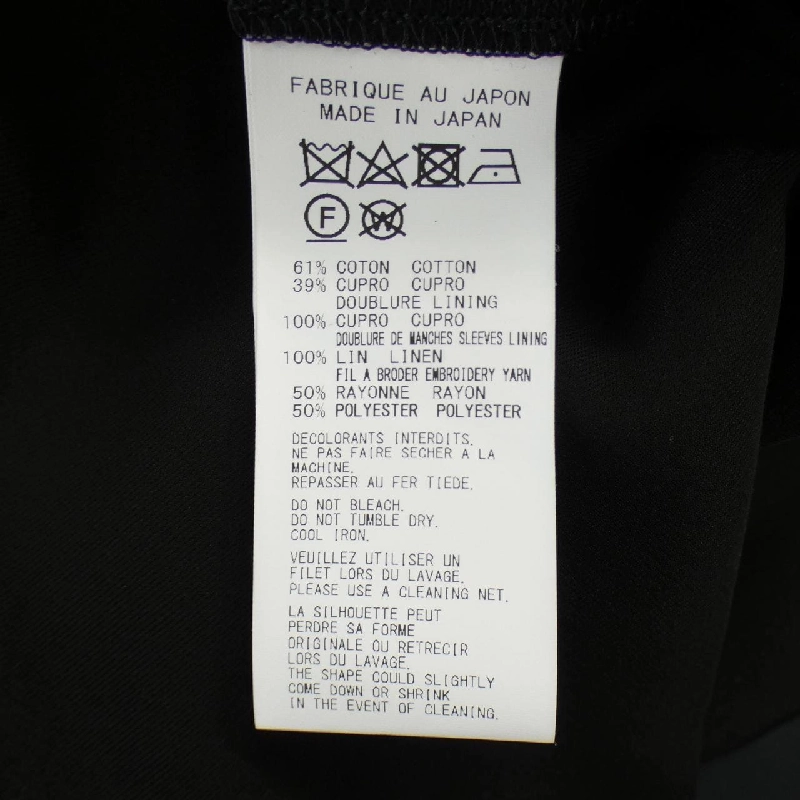 FABRIQUE AU JAPON
MADE IN JAPAN
F W
61% COTON COTTON
39% CUPRO CUPRO
DOUBLURE LINING
100% CUPRO CUPRO
DOUBLURE DE MANCHES SLEEVES LINING
100% LIN LINEN
FIL A BRODER EMBROIDERY YARN
50% RAYONNE RAYON
50% POLYESTER POLYESTER
DECOLORANTS INTERDITS.
NE PAS FAIRE SECHER A LA
MACHINE.
REPASSER AU FER TIEDE.
DO NOT BLEACH.
DO NOT TUMBLE DRY.
COOL IRON.
VEUILLEZ UTILISER UN
FILET LORS DU LAVAGE.
PLEASE USE A CLEANING NET.
LA SILHOUETTE PEUT
PERDRE SA FORME
ORIGINALE OU RETRECIR
LORS DU LAVAGE.
THE SHAPE COULD SLIGHTLY
COME DOWN OR SHRINK
IN THE EVENT OF CLEANING.